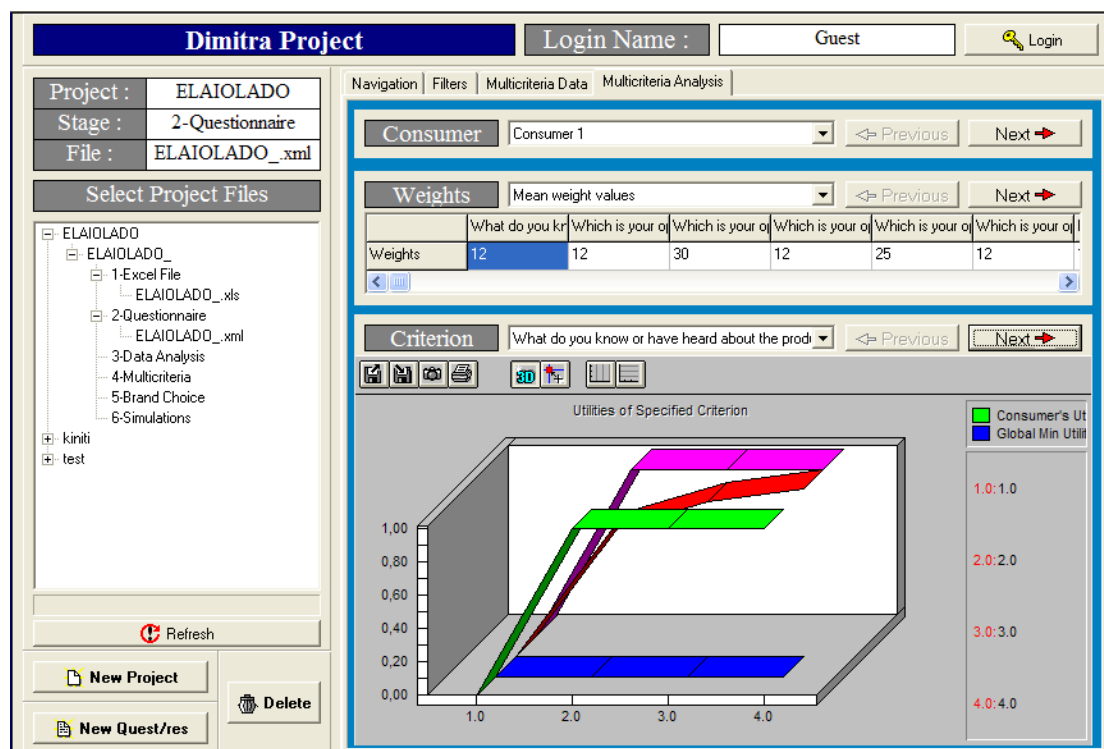 Dimitra Project
Login Name :
Guest
Login
Project : ELAIOLADO
Stage : 2-Questionnaire
File : ELAIOLADO_.xml
Select Project Files
ELAIOLADO
ELAIOLADO_
1-Excel File
ELAIOLADO_.xls
2-Questionnaire
ELAIOLADO_.xml
3-Data Analysis
4-Multicriteria
5-Brand Choice
6-Simulations
kiniti
test
Refresh
New Project
New Quest/res
Delete
Navigation Filters Multicriteria Data Multicriteria Analysis
Consumer Consumer 1 Previous Next
Weights Mean weight values Previous Next
What do you kr Which is your o Which is your o Which is your o Which is your o Which is your o
Weights 12 12 30 12 25 12
Criterion What do you know or have heard about the prod Previous Next
3D
Utilities of Specified Criterion
Consumer's Ut
Global Min Utili
1,00
0,80
0,60
0,40
0,20
0,00
1.0 2.0 3.0 4.0
1.0:1.0
2.0:2.0
3.0:3.0
4.0:4.0